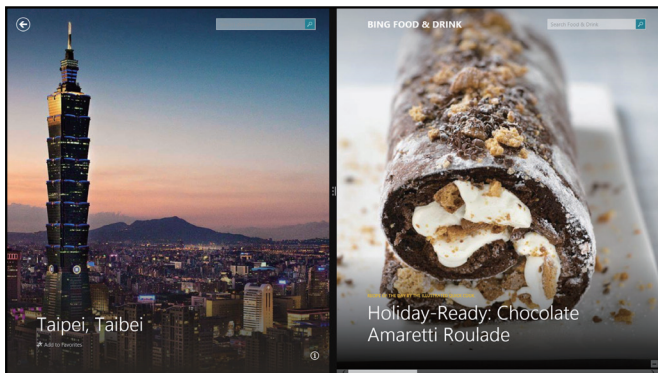 Taipei, Taibei
Add to Favorites
BING FOOD & DRINK
Search Food & Drink
Holiday-Ready: Chocolate
Amaretti Roulade